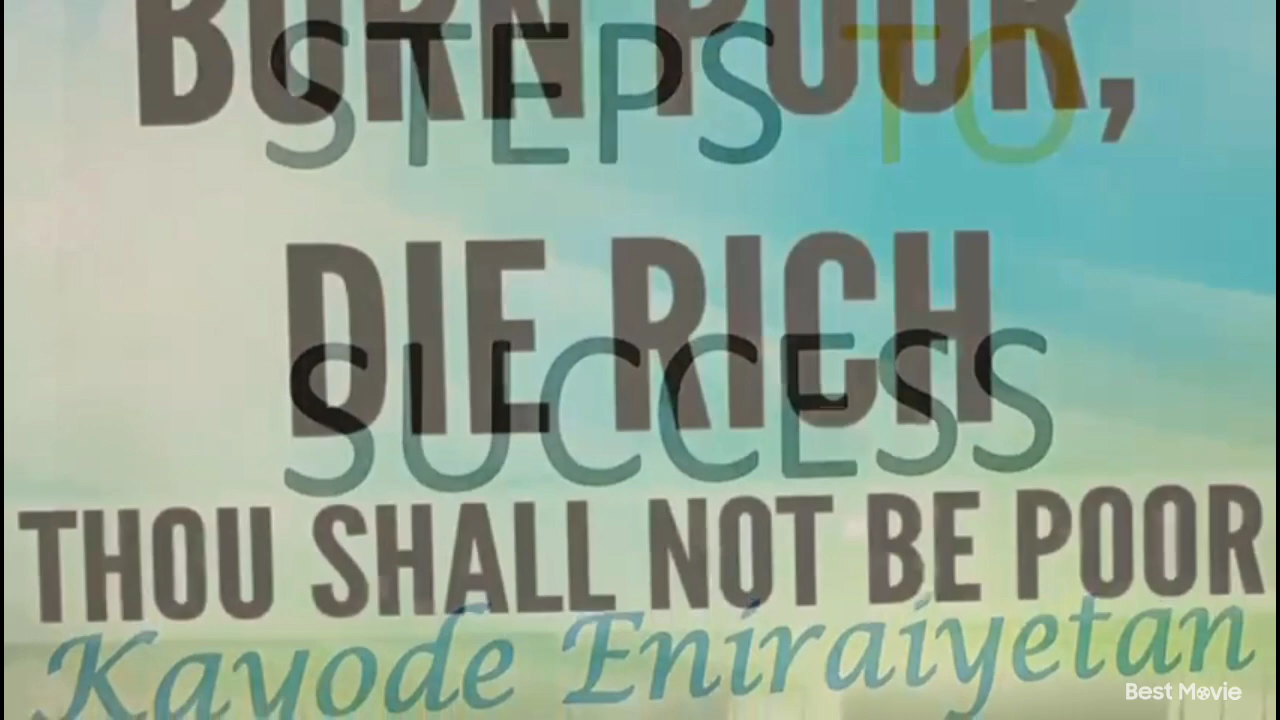 BORN POOR,
STEPS TO
DIE RICH
SUCCESS
THOU SHALL NOT BE POOR
Kayode Eniraiyetan
Best Movie